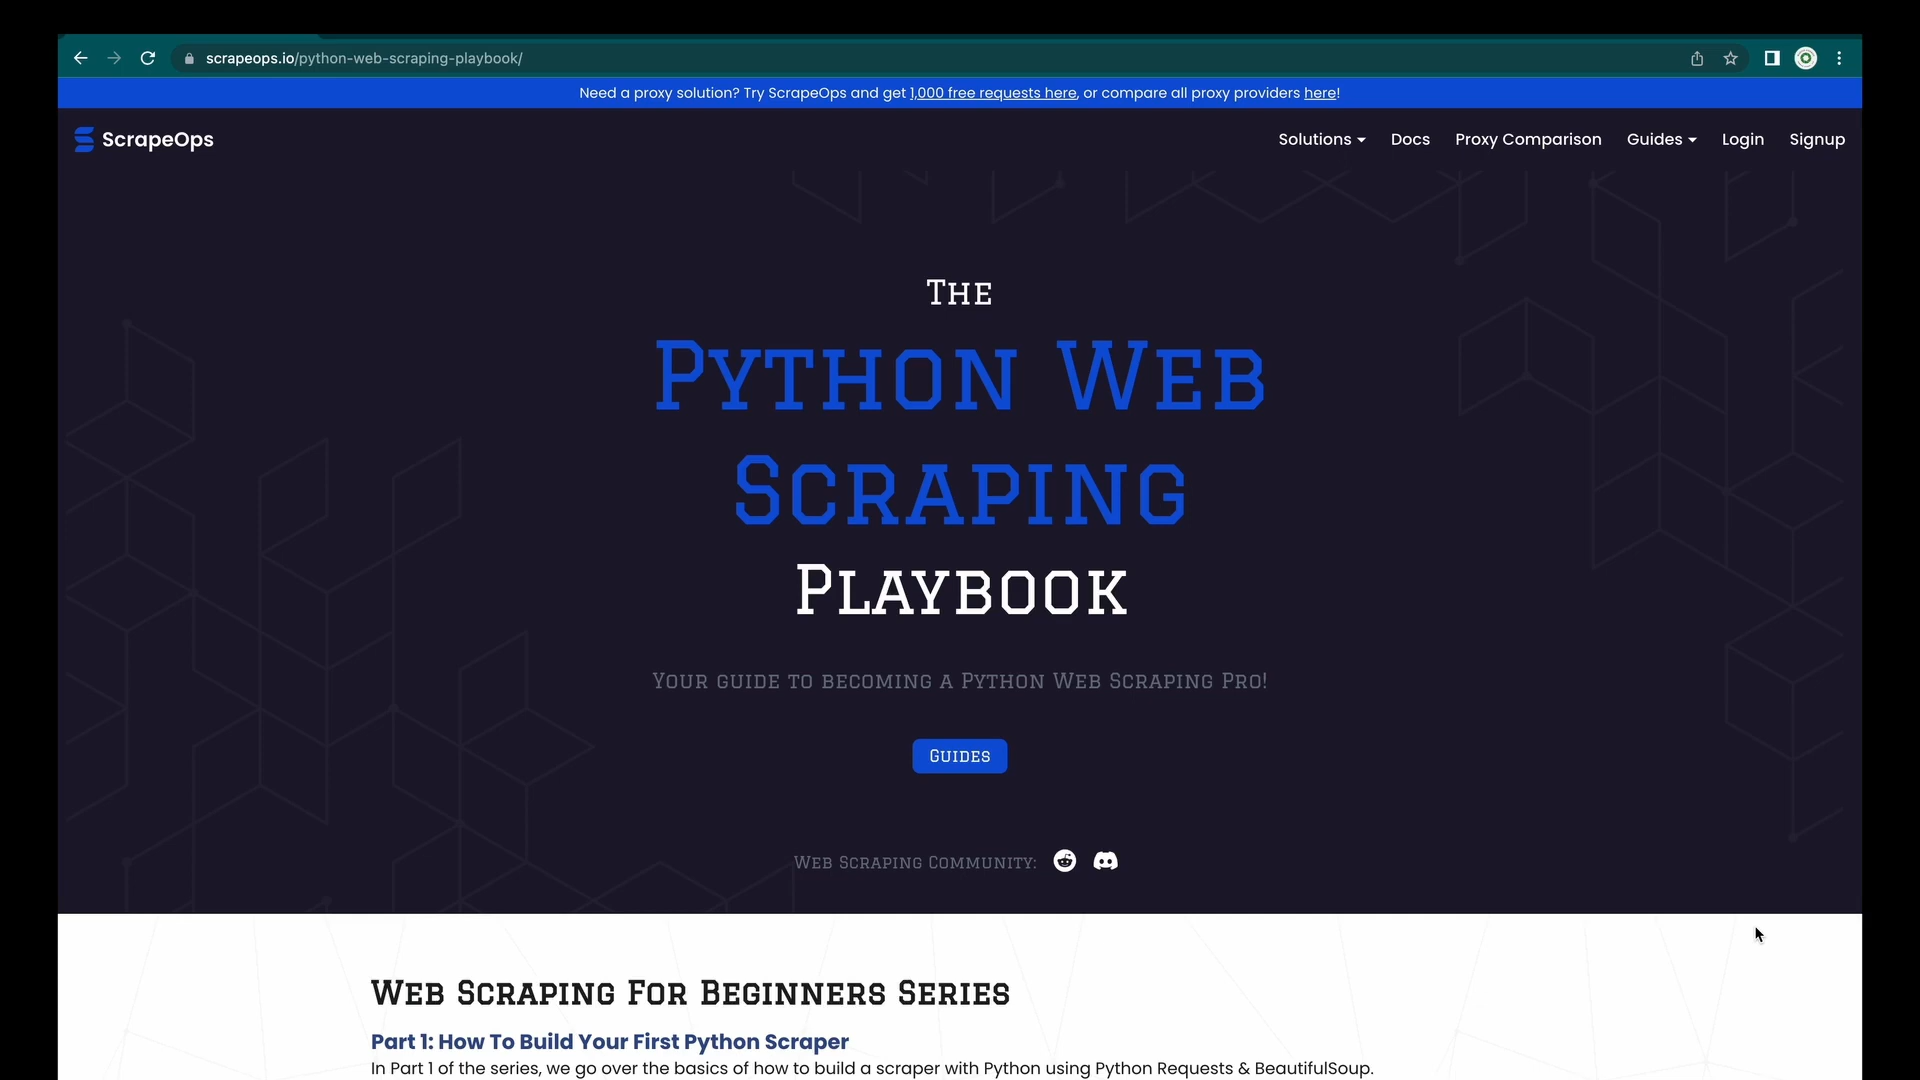 scrapeops.io/python-web-scraping-playbook/
Need a proxy solution? Try ScrapeOps and get 1,000 free requests here, or compare all proxy providers here!
ScrapeOps
Solutions
Docs
Proxy Comparison
Guides
Login
Signup
The
Python Web
Scraping
Playbook
Your guide to becoming a Python Web Scraping Pro!
Guides
Web Scraping Community:
Web Scraping For Beginners Series
Part 1: How To Build Your First Python Scraper
In Part 1 of the series, we go over the basics of how to build a scraper with Python using Python Requests & BeautifulSoup.